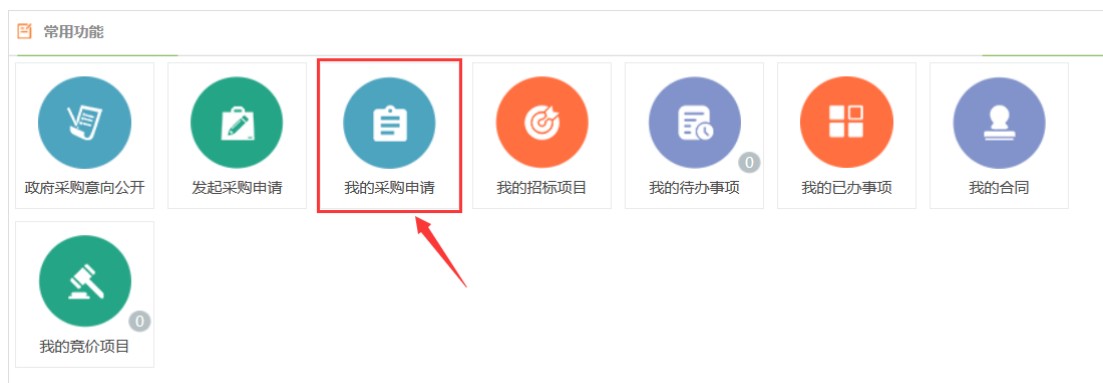 常用功能
政府采购意向公开
发起采购申请
我的采购申请
我的招标项目
0
我的待办事项
我的已办事项
我的合同
0
我的竞价项目